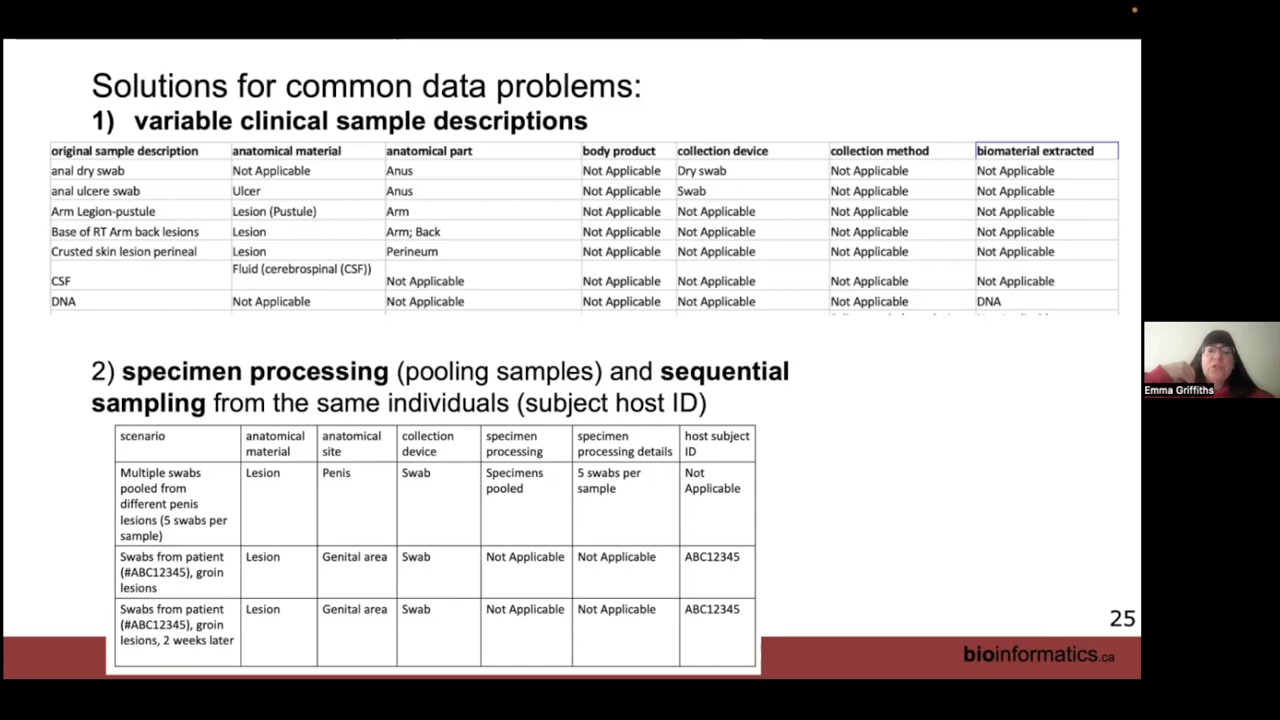 Solutions for common data problems:
1) variable clinical sample descriptions
original sample description anatomical material anatomical part body product collection device collection method biomaterial extracted
anal dry swab Not Applicable Anus Not Applicable Dry swab Not Applicable Not Applicable
anal ulcere swab Ulcer Anus Not Applicable Swab Not Applicable Not Applicable
Arm Legion-pustule Lesion (Pustule) Arm Not Applicable Not Applicable Not Applicable Not Applicable
Base of RT Arm back lesions Lesion Arm; Back Not Applicable Not Applicable Not Applicable Not Applicable
Crusted skin lesion perineal Lesion Perineum Not Applicable Not Applicable Not Applicable Not Applicable
CSF Fluid (cerebrospinal (CSF)) Not Applicable Not Applicable Not Applicable Not Applicable Not Applicable
DNA Not Applicable Not Applicable Not Applicable Not Applicable Not Applicable DNA
2) specimen processing (pooling samples) and sequential
sampling from the same individuals (subject host ID)
scenario anatomical collection specimen specimen host subject
material site device processing processing details ID
Multiple swabs Lesion Penis Swab Specimens 5 swabs per Not
pooled from pooled sample Applicable
different penis
lesions (5 swabs per
sample)
Swabs from patient Lesion Genital area Swab Not Applicable Not Applicable ABC12345
(#ABC12345), groin
lesions
Swabs from patient Lesion Genital area Swab Not Applicable Not Applicable ABC12345
(#ABC12345), groin
lesions, 2 weeks later
25
bioinformatics.ca
Emma Griffiths